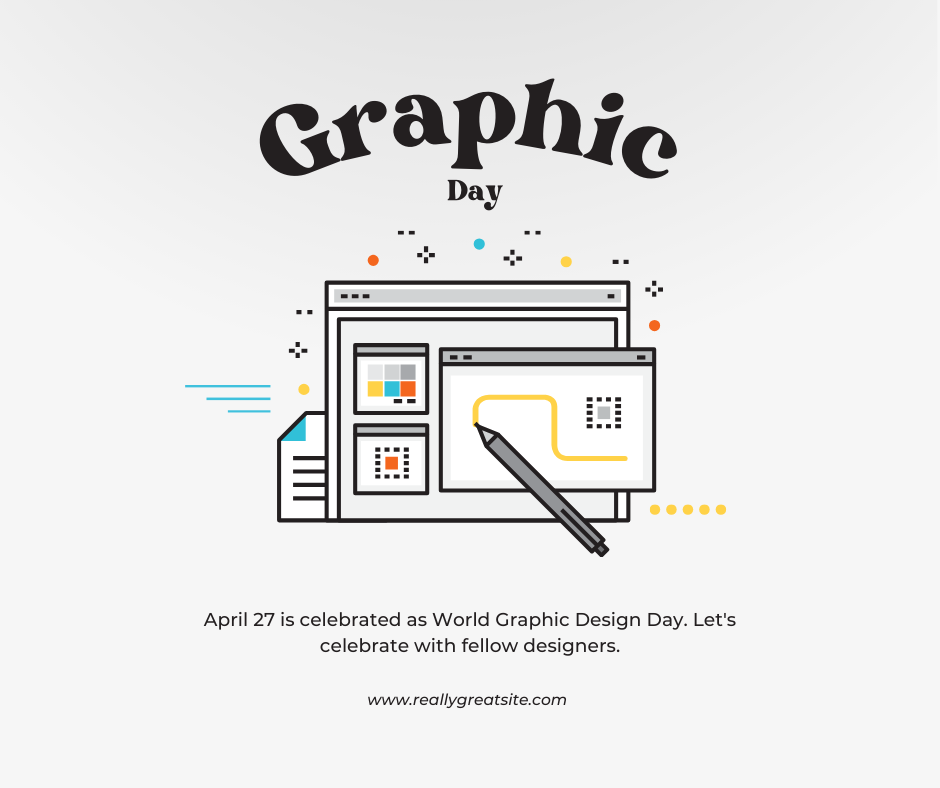 Graphic
Day
April 27 is celebrated as World Graphic Design Day. Let's
celebrate with fellow designers.
www.reallygreatsite.com